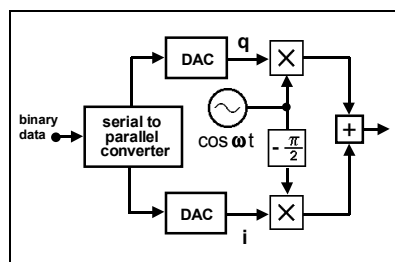 DAC
q
×
binary
data
serial to
parallel
converter
cos ωt
+
- π/2
DAC
i
×